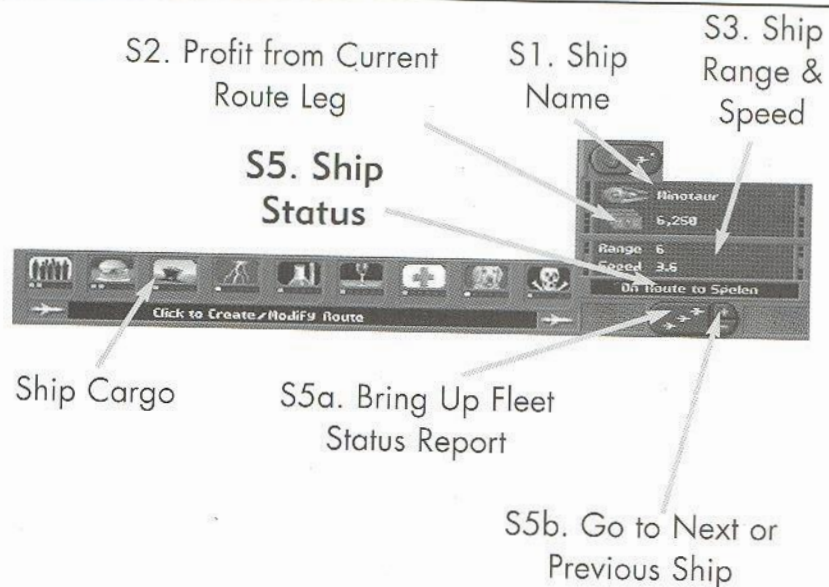 S2. Profit from Current
Route Leg
S1. Ship
Name
S3. Ship
Range &
Speed
S5. Ship
Status
Minotaur
6,250
Range 6
Speed 3.6
On Route to Spelen
Click to Create/Modify Route
Ship Cargo
S5a. Bring Up Fleet
Status Report
S5b. Go to Next or
Previous Ship